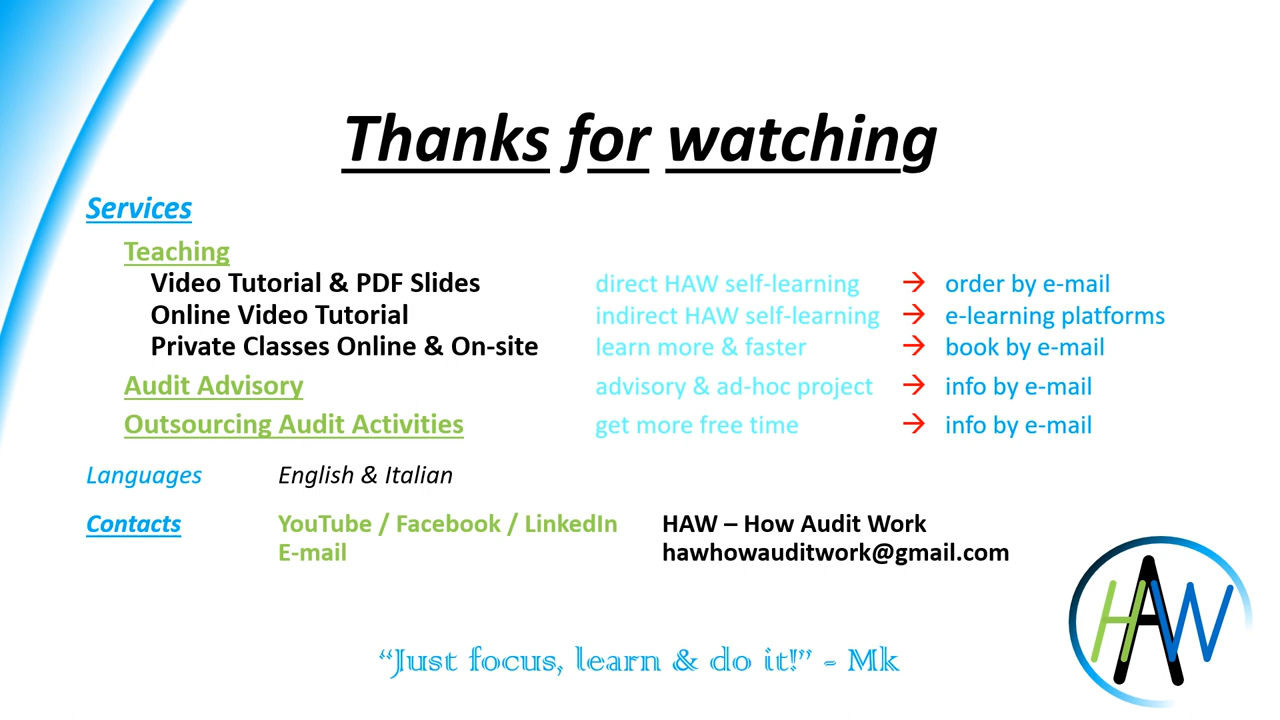 Thanks for watching
Services
Teaching
Video Tutorial & PDF Slides direct HAW self-learning → order by e-mail
Online Video Tutorial indirect HAW self-learning → e-learning platforms
Private Classes Online & On-site learn more & faster → book by e-mail
Audit Advisory advisory & ad-hoc project → info by e-mail
Outsourcing Audit Activities get more free time → info by e-mail
Languages English & Italian
Contacts YouTube / Facebook / LinkedIn HAW – How Audit Work
E-mail hawhowauditwork@gmail.com
HAW
“Just focus, learn & do it!” - Mk